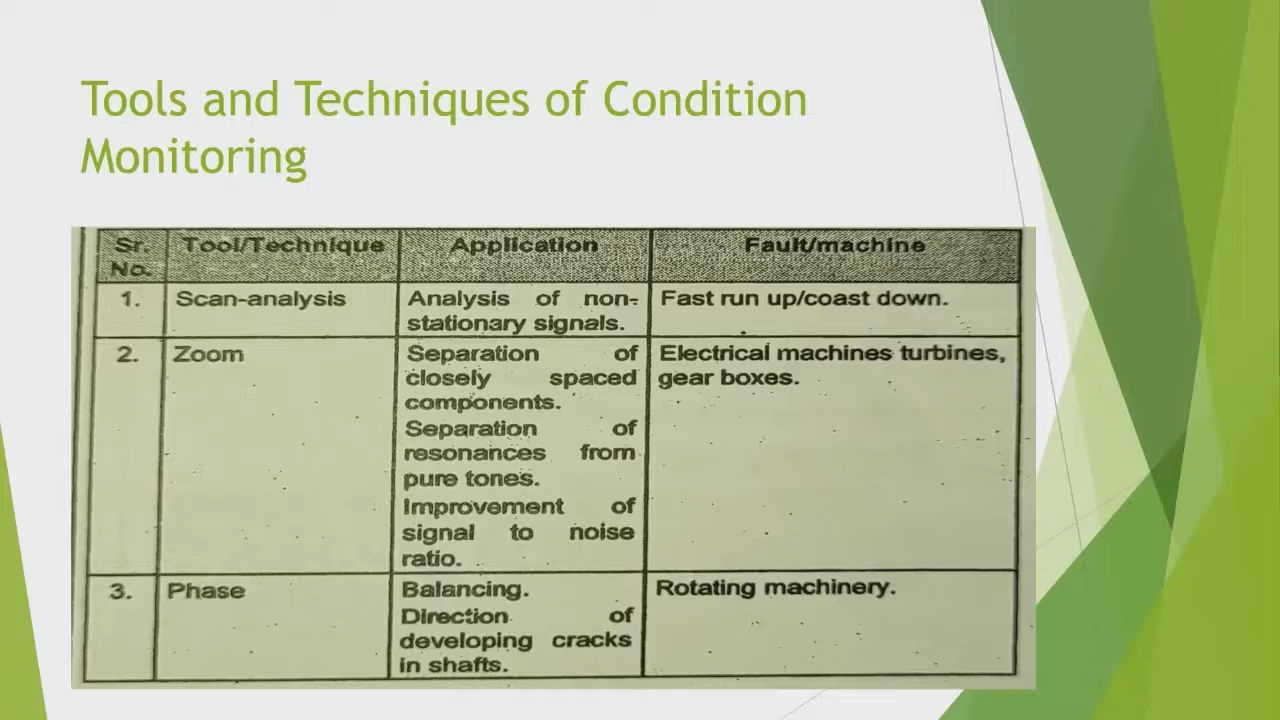 Tools and Techniques of Condition
Monitoring
Sr. No. Tool/Technique Application Fault/machine
1. Scan-analysis Analysis of non- Fast run up/coast down.
stationary signals.
2. Zoom Separation of Electrical machines turbines,
closely spaced gear boxes.
components.
Separation of
resonances from
pure tones.
Improvement of
signal to noise
ratio.
3. Phase Balancing. Rotating machinery.
Direction of
developing cracks
in shafts.